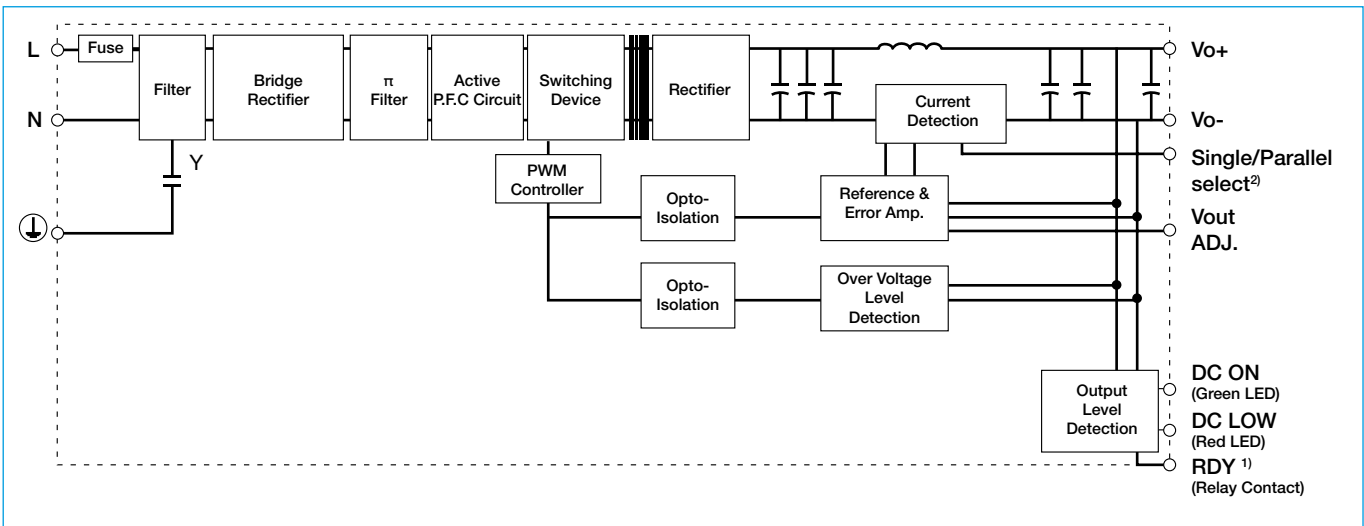 L
Fuse
Filter
Bridge
Rectifier
π
Filter
Active
P.F.C Circuit
Switching
Device
Rectifier
Current
Detection
Vo+
N
Vo-
Y
PWM
Controller
Opto-
Isolation
Reference &
Error Amp.
Single/Parallel
select2)
Vout
ADJ.
Opto-
Isolation
Over Voltage
Level
Detection
Output
Level
Detection
DC ON
(Green LED)
DC LOW
(Red LED)
RDY 1)
(Relay Contact)